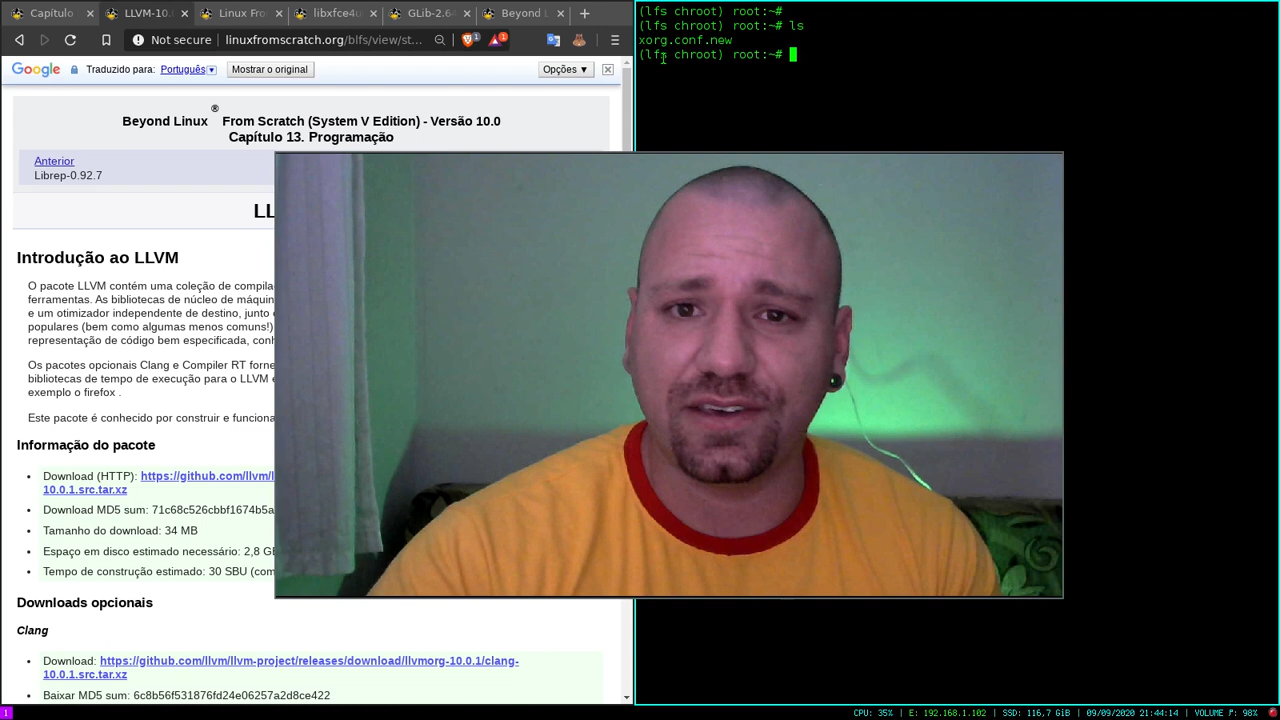 Capítulo
LLVM-10.
Linux Fro
libxfce4u
GLib-2.64
Beyond L
Not secure
linuxfromscratch.org/blfs/view/st...
1
1
Google
Traduzido para: Português
Mostrar o original
Opções ▼
Beyond Linux ® From Scratch (System V Edition) - Versão 10.0
Capítulo 13. Programação
Anterior
Librep-0.92.7
LL
Introdução ao LLVM
O pacote LLVM contém uma coleção de compila
ferramentas. As bibliotecas de núcleo de máquin
e um otimizador independente de destino, junto
populares (bem como algumas menos comuns!)
representação de código bem especificada, conh
Os pacotes opcionais Clang e Compiler RT forne
bibliotecas de tempo de execução para o LLVM e
exemplo o firefox .
Este pacote é conhecido por construir e funciona
Informação do pacote
• Download (HTTP): https://github.com/llvm/l
10.0.1.src.tar.xz
• Download MD5 sum: 71c68c526cbbf1674b5a
• Tamanho do download: 34 MB
• Espaço em disco estimado necessário: 2,8 GB
• Tempo de construção estimado: 30 SBU (com
Downloads opcionais
Clang
• Download: https://github.com/llvm/llvm-project/releases/download/llvmorg-10.0.1/clang-
10.0.1.src.tar.xz
• Baixar MD5 sum: 6c8b56f531876fd24e06257a2d8ce422
(lfs chroot) root:~#
(lfs chroot) root:~# ls
xorg.conf.new
(lfs chroot) root:~#
1
CPU: 35% | E: 192.168.1.102 | SSD: 116,7 GiB | 09/09/2020 21:44:14 | VOLUME: 98%